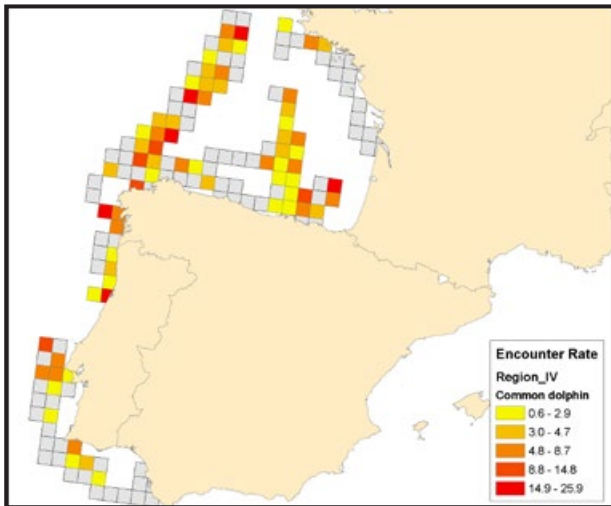 Encounter Rate
Region_IV
Common dolphin
0.6 - 2.9
3.0 - 4.7
4.8 - 8.7
8.8 - 14.8
14.9 - 25.9